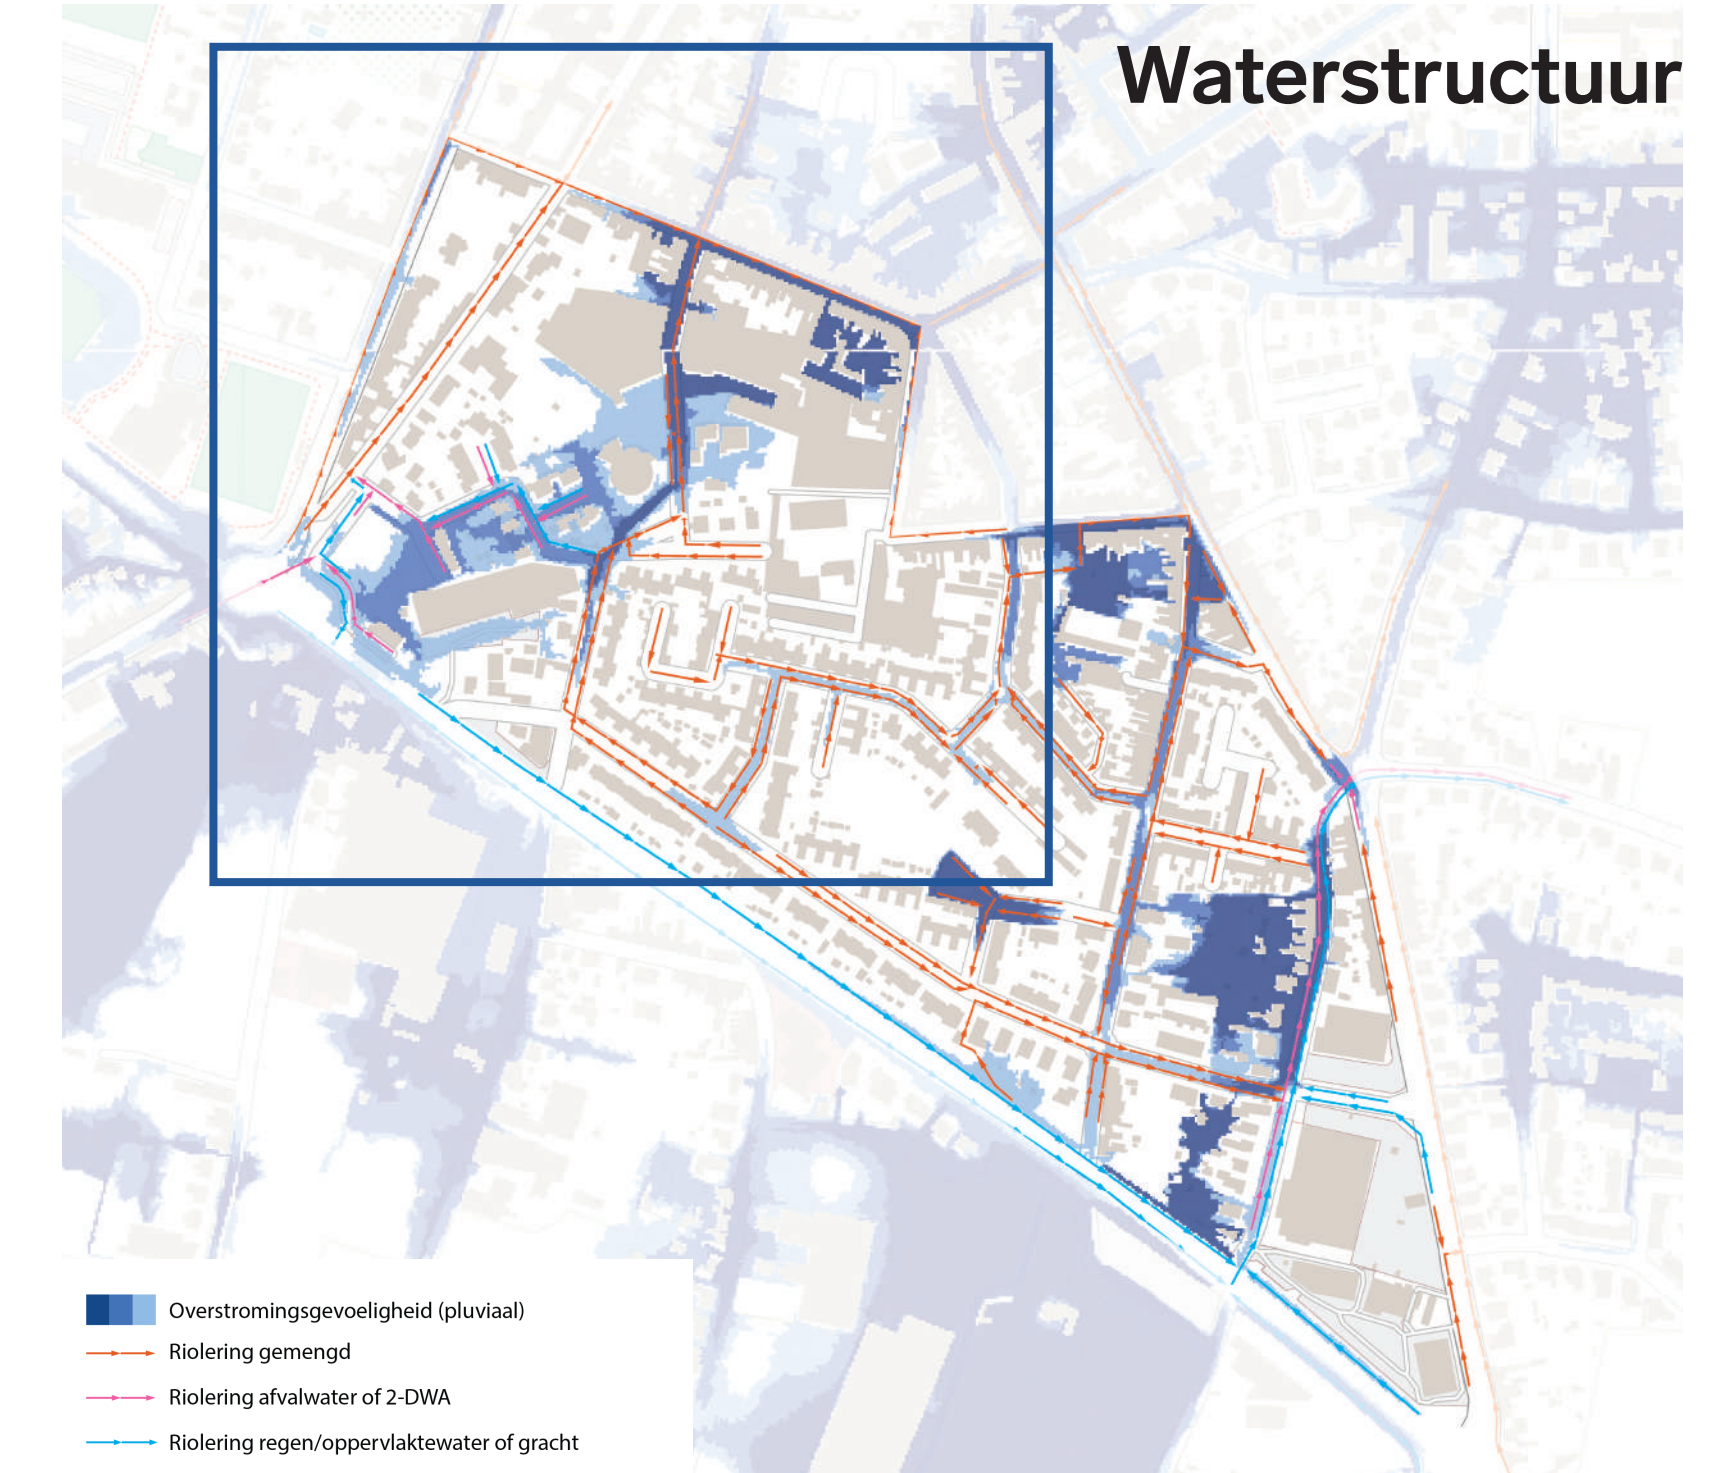 Waterstructuur
Overstromingsgevoeligheid (pluviaal)
Riolering gemengd
Riolering afvalwater of 2-DWA
Riolering regen/oppervlaktewater of gracht